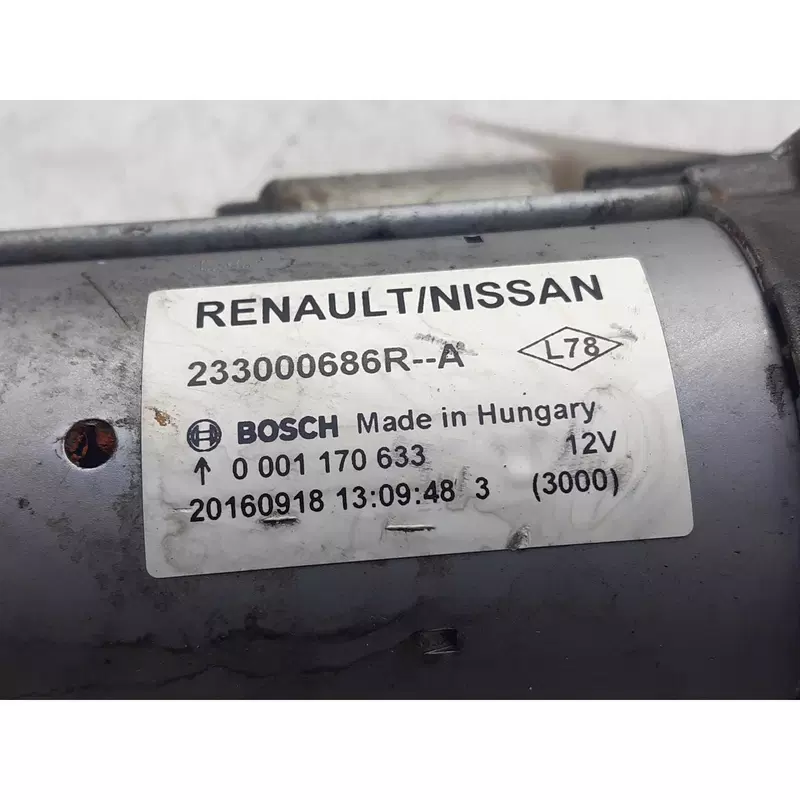 RENAULT/NISSAN
233000686R--A L78
BOSCH Made in Hungary
0 001 170 633 12V
20160918 13:09:48 3 (3000)